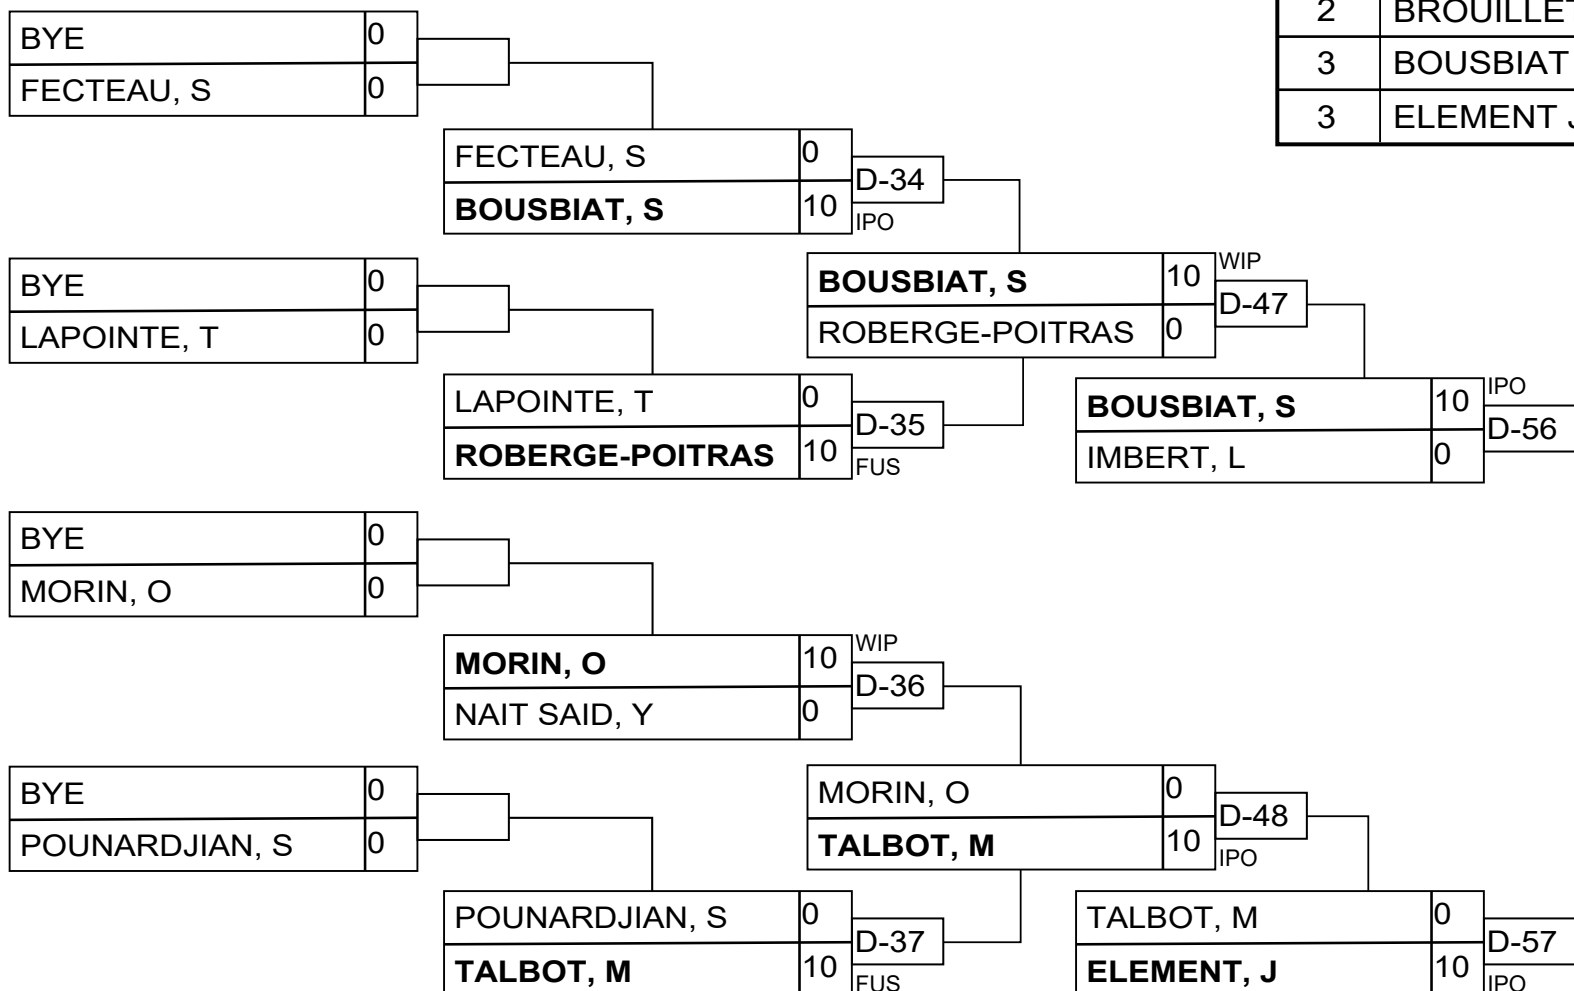 2 BROUILLET
3 BOUSBIAT
3 ELEMENT J
BYE 0
FECTEAU, S 0
FECTEAU, S 0
D-34
BOUSBIAT, S 10
IPO
BYE 0
LAPOINTE, T 0
BOUSBIAT, S 10 WIP
D-47
ROBERGE-POITRAS 0
LAPOINTE, T 0
D-35
ROBERGE-POITRAS 10
FUS
BOUSBIAT, S 10 IPO
D-56
IMBERT, L 0
BYE 0
MORIN, O 0
MORIN, O 10 WIP
D-36
NAIT SAID, Y 0
BYE 0
POUNARDJIAN, S 0
MORIN, O 0
D-48
TALBOT, M 10
IPO
POUNARDJIAN, S 0
D-37
TALBOT, M 10
FUS
TALBOT, M 0
D-57
ELEMENT, J 10
IPO